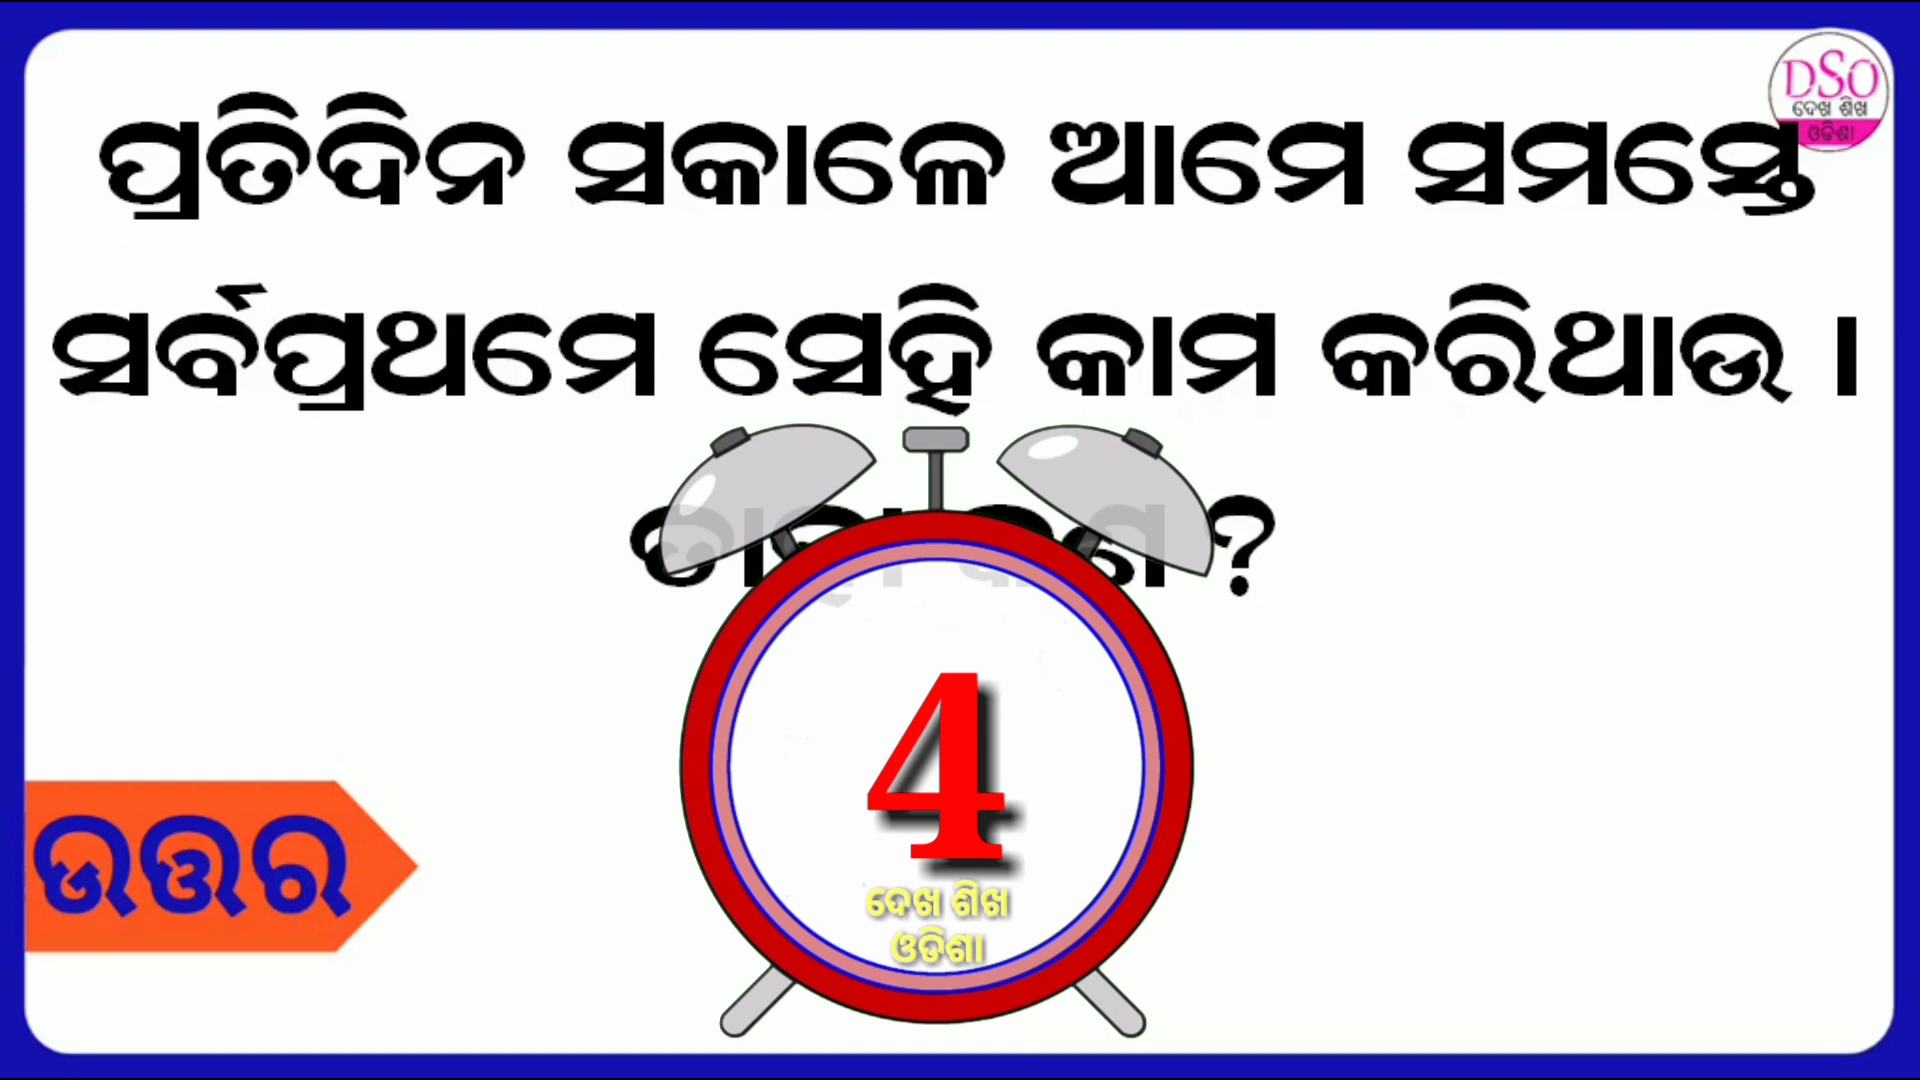 DSO
ଦେଖ ଶିଖ
ଓଡିଶା
ପ୍ରତିଦିନ ସକାଳେ ଆମେ ସମସ୍ତେ
ସର୍ବପ୍ରଥମେ ସେହି କାମ କରିଥାଉ ।
?
4
ଦେଖ ଶିଖ
ଓଡିଶା
ଉତ୍ତର